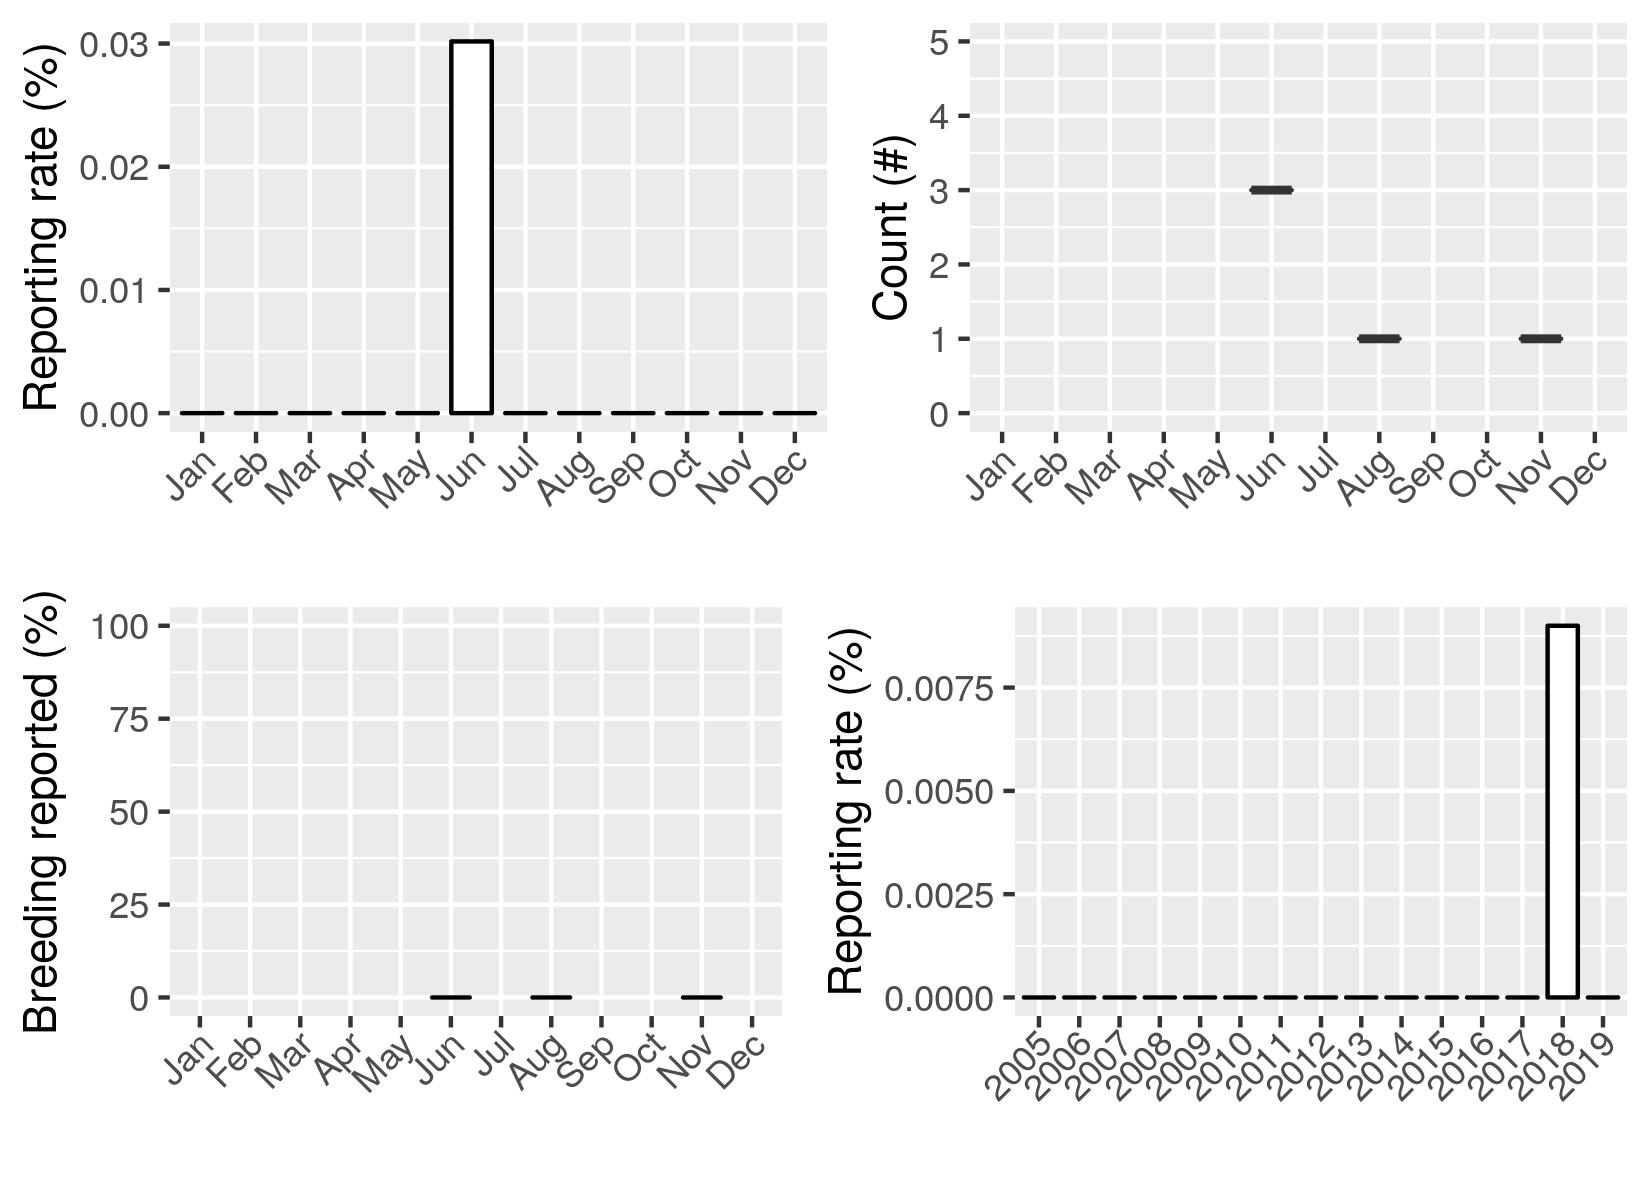 Reporting rate (%)
0.03
0.02
0.01
0.00
Jan Feb Mar Apr May Jun Jul Aug Sep Oct Nov Dec
Count (#)
5
4
3
2
1
0
Jan Feb Mar Apr May Jun Jul Aug Sep Oct Nov Dec
Breeding reported (%)
100
75
50
25
0
Jan Feb Mar Apr May Jun Jul Aug Sep Oct Nov Dec
Reporting rate (%)
0.0075
0.0050
0.0025
0.0000
2005 2006 2007 2008 2009 2010 2011 2012 2013 2014 2015 2016 2017 2018 2019